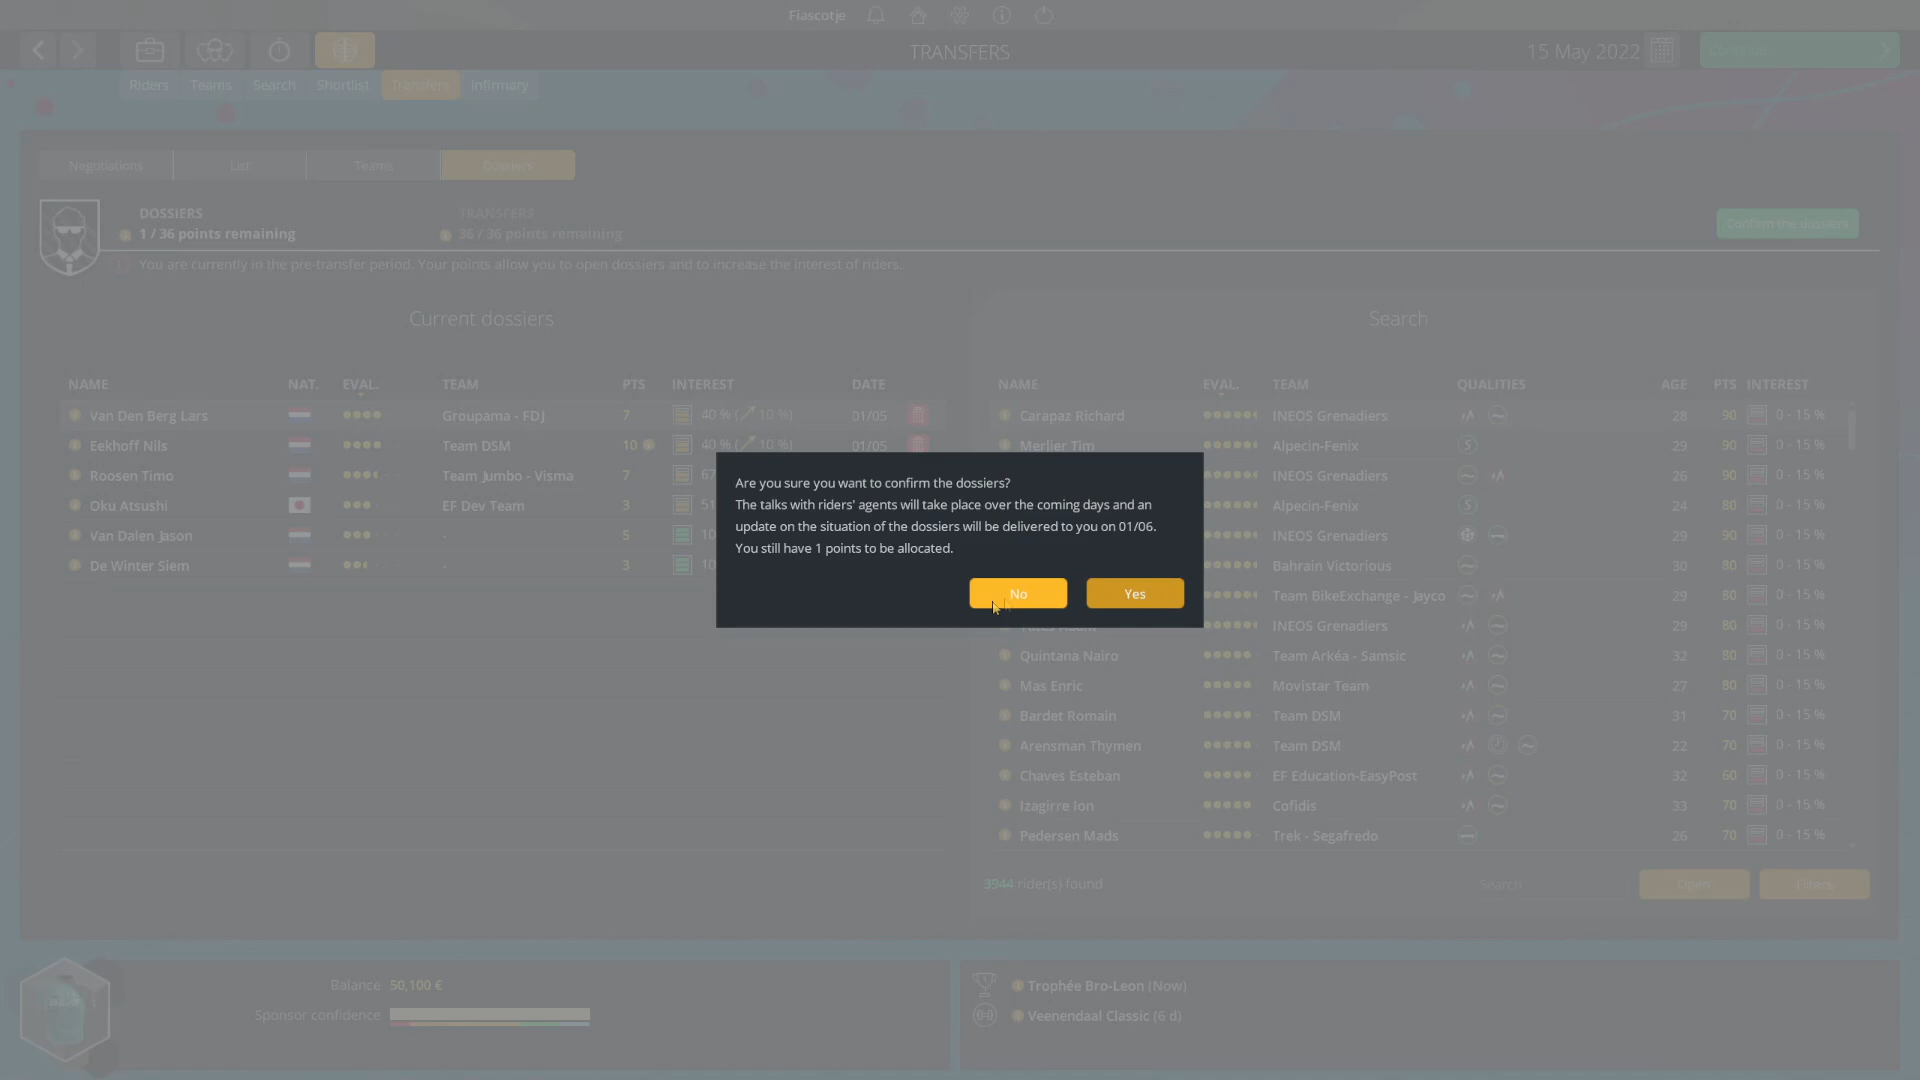 Fiascotje
TRANSFERS
15 May 2022
Continue
Riders Teams Search Shortlist Transfers Infirmary
Negotiations List Teams Dossiers
DOSSIERS
1 / 36 points remaining
TRANSFERS
36 / 36 points remaining
Confirm the dossiers
You are currently in the pre-transfer period. Your points allow you to open dossiers and to increase the interest of riders.
Current dossiers
NAME NAT. EVAL. TEAM PTS INTEREST DATE
Van Den Berg Lars Groupama - FDJ 7 40 % ( 10 %) 01/05
Eekhoff Nils Team DSM 10 40 % ( 10 %) 01/05
Roosen Timo Team Jumbo - Visma 7 67
Oku Atsushi EF Dev Team 3 51
Van Dalen Jason - 5 10
De Winter Siem - 3 10
Are you sure you want to confirm the dossiers?
The talks with riders' agents will take place over the coming days and an
update on the situation of the dossiers will be delivered to you on 01/06.
You still have 1 points to be allocated.
No Yes
Search
NAME EVAL. TEAM QUALITIES AGE PTS INTEREST
Carapaz Richard INEOS Grenadiers 28 90 0 - 15 %
Merlier Tim Alpecin-Fenix S 29 90 0 - 15 %
INEOS Grenadiers 26 90 0 - 15 %
Alpecin-Fenix S 24 80 0 - 15 %
INEOS Grenadiers 29 90 0 - 15 %
Bahrain Victorious 30 80 0 - 15 %
Team BikeExchange - Jayco 29 80 0 - 15 %
INEOS Grenadiers 29 80 0 - 15 %
Quintana Nairo Team Arkéa - Samsic 32 80 0 - 15 %
Mas Enric Movistar Team 27 80 0 - 15 %
Bardet Romain Team DSM 31 70 0 - 15 %
Arensman Thymen Team DSM 22 70 0 - 15 %
Chaves Esteban EF Education-EasyPost 32 60 0 - 15 %
Izagirre Ion Cofidis 33 70 0 - 15 %
Pedersen Mads Trek - Segafredo 26 70 0 - 15 %
3944 rider(s) found
Search
Open Filters
Balance 50,100 €
Sponsor confidence
Trophée Bro-Leon (Now)
Veenendaal Classic (6 d)